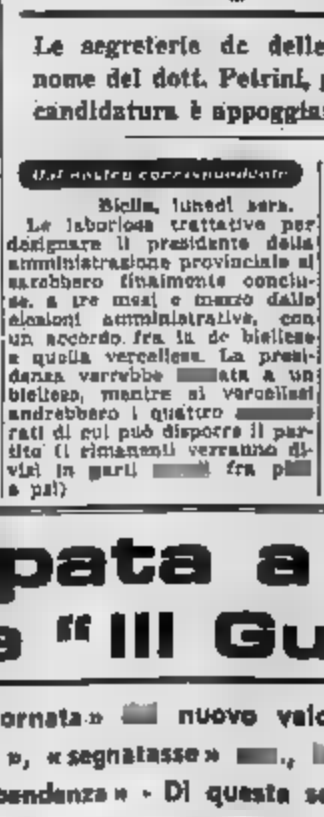 Le segreterie dc delle
nome del dott. Petrini,
candidatura è appoggia
Dal nostro corrispondente
Biella, lunedì sera.
Le laboriose trattative per
designare il presidente della
amministrazione provinciale si
sarebbero finalmente conclu-
se, a tre mesi e mezzo dalle
elezioni amministrative, con
un accordo fra la dc biellese
e quella vercellese. La presi-
denza verrebbe a un
biellese, mentre ai vercellesi
andrebbero i quattro
rati di cui può disporre il par-
tito (i rimanenti verranno di-
visi in parti fra
e psi)
pata a
e “III Gu
ornata» nuovo
», «segnatasse»
pendenza» - Di questa se